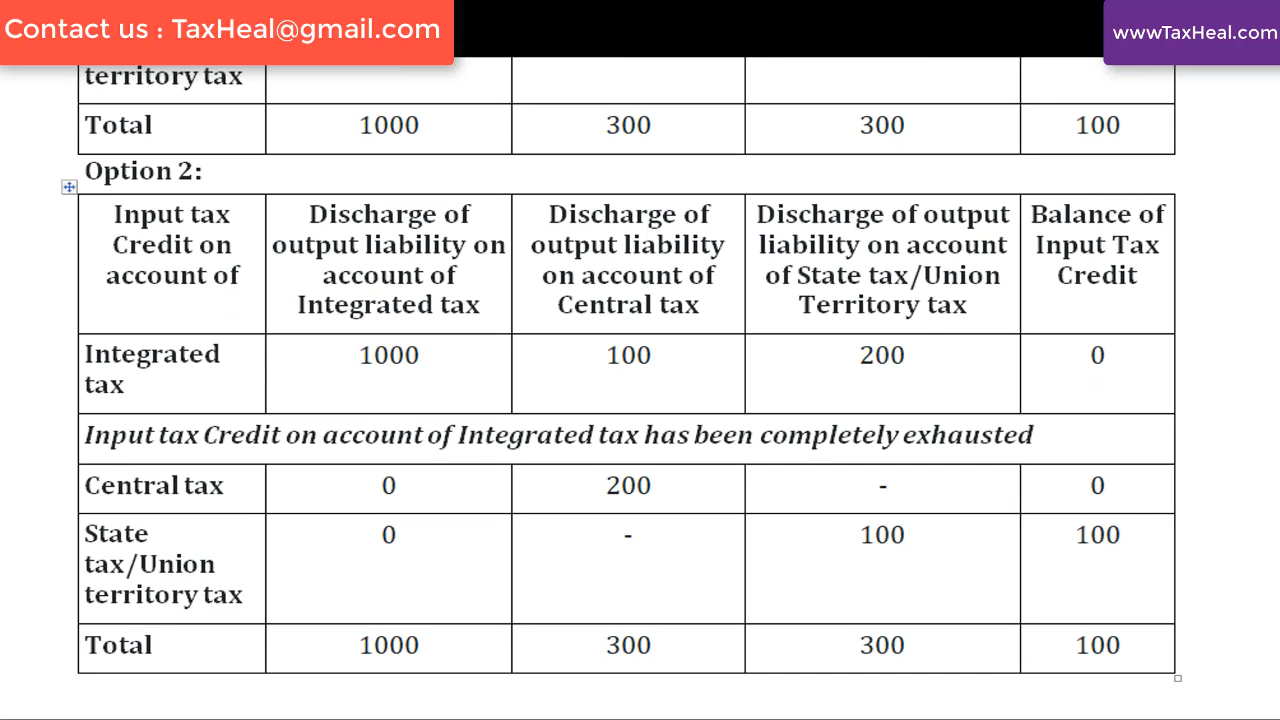 Contact us : TaxHeal@gmail.com
wwwTaxHeal.com
territory tax
Total 1000 300 300 100
Option 2:
Input tax Credit on account of
Discharge of output liability on account of Integrated tax
Discharge of output liability on account of Central tax
Discharge of output liability on account of State tax/Union Territory tax
Balance of Input Tax Credit
Integrated tax 1000 100 200 0
Input tax Credit on account of Integrated tax has been completely exhausted
Central tax 0 200 - 0
State tax/Union territory tax 0 - 100 100
Total 1000 300 300 100